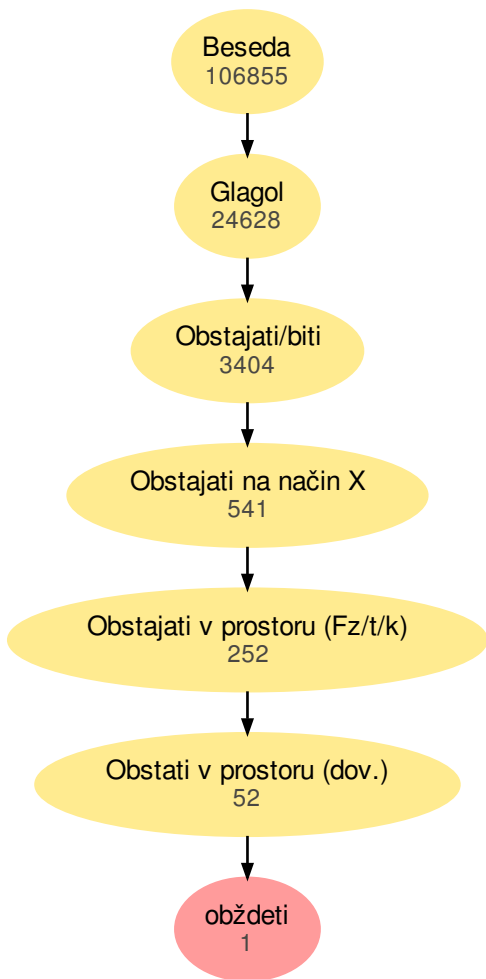 Beseda
106855
Glagol
24628
Obstajati/biti
3404
Obstajati na način X
541
Obstajati v prostoru (Fz/t/k)
252
Obstati v prostoru (dov.)
52
obždeti
1